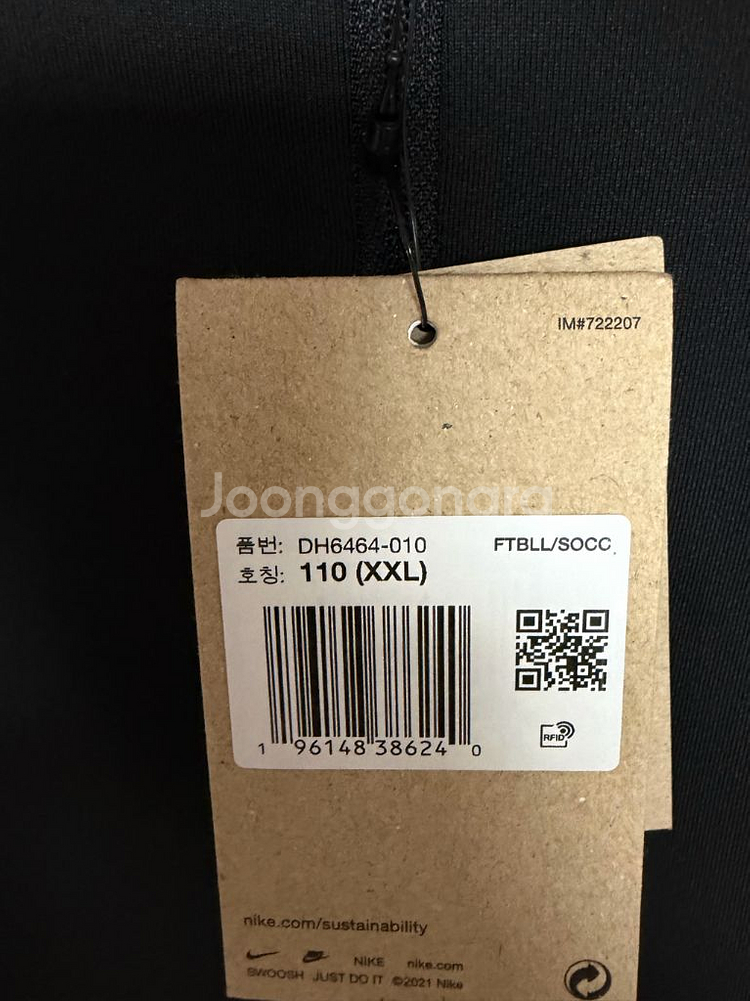 IM#722207
Joonggonara
품번: DH6464-010 FTBLL/SOCC.
호칭: 110 (XXL)
RFID
1 96148 38624 0
nike.com/sustainability
NIKE nike.com
SWOOSH JUST DO IT ©2021 Nike